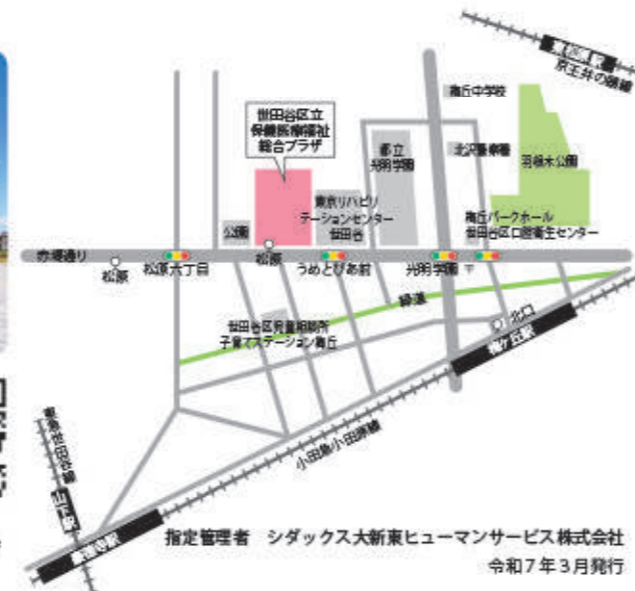 東松原駅
京王井の頭線
梅丘中学校
世田谷区立
保健医療福祉
総合プラザ
都立
光明学園
北沢警察署
羽根木公園
東京リハビリ
テーションセンター
世田谷
公園
梅丘パークホール
世田谷区口腔衛生センター
赤堤通り
松原
松原六丁目
松原
うめとぴあ前
光明学園
〒
緑道
世田谷区児童相談所
子育てステーション梅丘
北口
梅ヶ丘駅
小田急小田原線
東急世田谷線
山下駅
豪徳寺駅
指定管理者 シダックス大新東ヒューマンサービス株式会社
令和7年3月発行